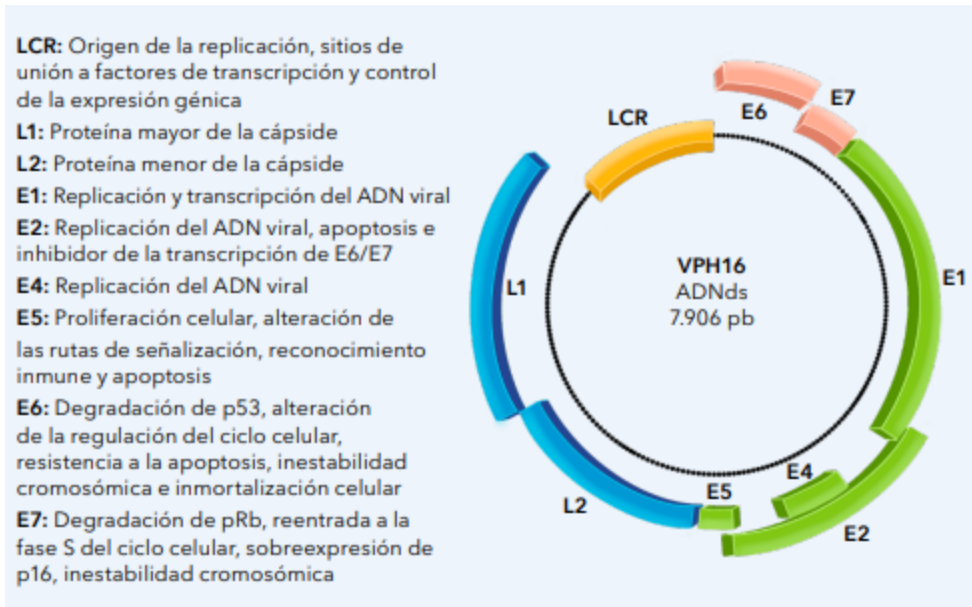 LCR: Origen de la replicación, sitios de
unión a factores de transcripción y control
de la expresión génica
L1: Proteína mayor de la cápside
L2: Proteína menor de la cápside
E1: Replicación y transcripción del ADN viral
E2: Replicación del ADN viral, apoptosis e
inhibidor de la transcripción de E6/E7
E4: Replicación del ADN viral
E5: Proliferación celular, alteración de
las rutas de señalización, reconocimiento
inmune y apoptosis
E6: Degradación de p53, alteración
de la regulación del ciclo celular,
resistencia a la apoptosis, inestabilidad
cromosómica e inmortalización celular
E7: Degradación de pRb, reentrada a la
fase S del ciclo celular, sobreexpresión de
p16, inestabilidad cromosómica
LCR
E6
E7
E1
L1
VPH16
ADNds
7.906 pb
E4
E5
L2
E2